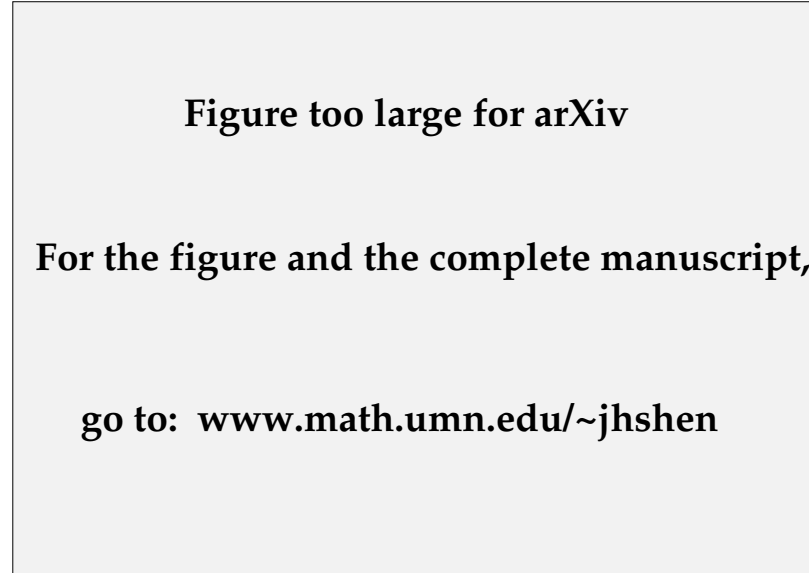 Figure too large for arXiv
For the figure and the complete manuscript,
go to: www.math.umn.edu/~jhshen